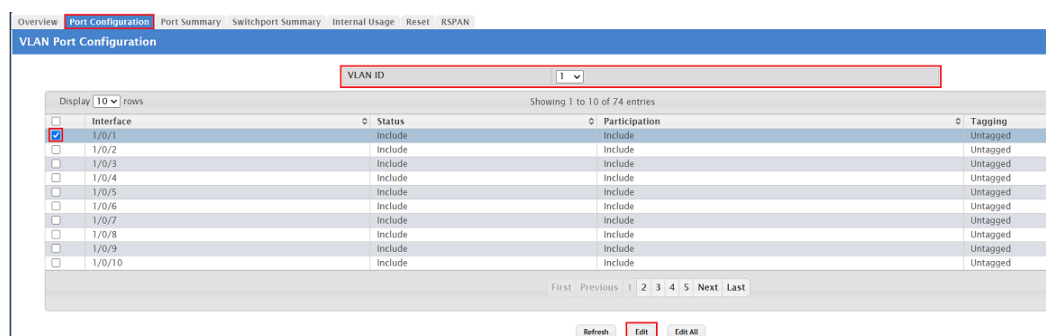 Overview Port Configuration Port Summary Switchport Summary Internal Usage Reset RSPAN
VLAN Port Configuration
VLAN ID 1
Display 10 rows Showing 1 to 10 of 74 entries
Interface Status Participation Tagging
1/0/1 Include Include Untagged
1/0/2 Include Include Untagged
1/0/3 Include Include Untagged
1/0/4 Include Include Untagged
1/0/5 Include Include Untagged
1/0/6 Include Include Untagged
1/0/7 Include Include Untagged
1/0/8 Include Include Untagged
1/0/9 Include Include Untagged
1/0/10 Include Include Untagged
First Previous 1 2 3 4 5 Next Last
Refresh Edit Edit All